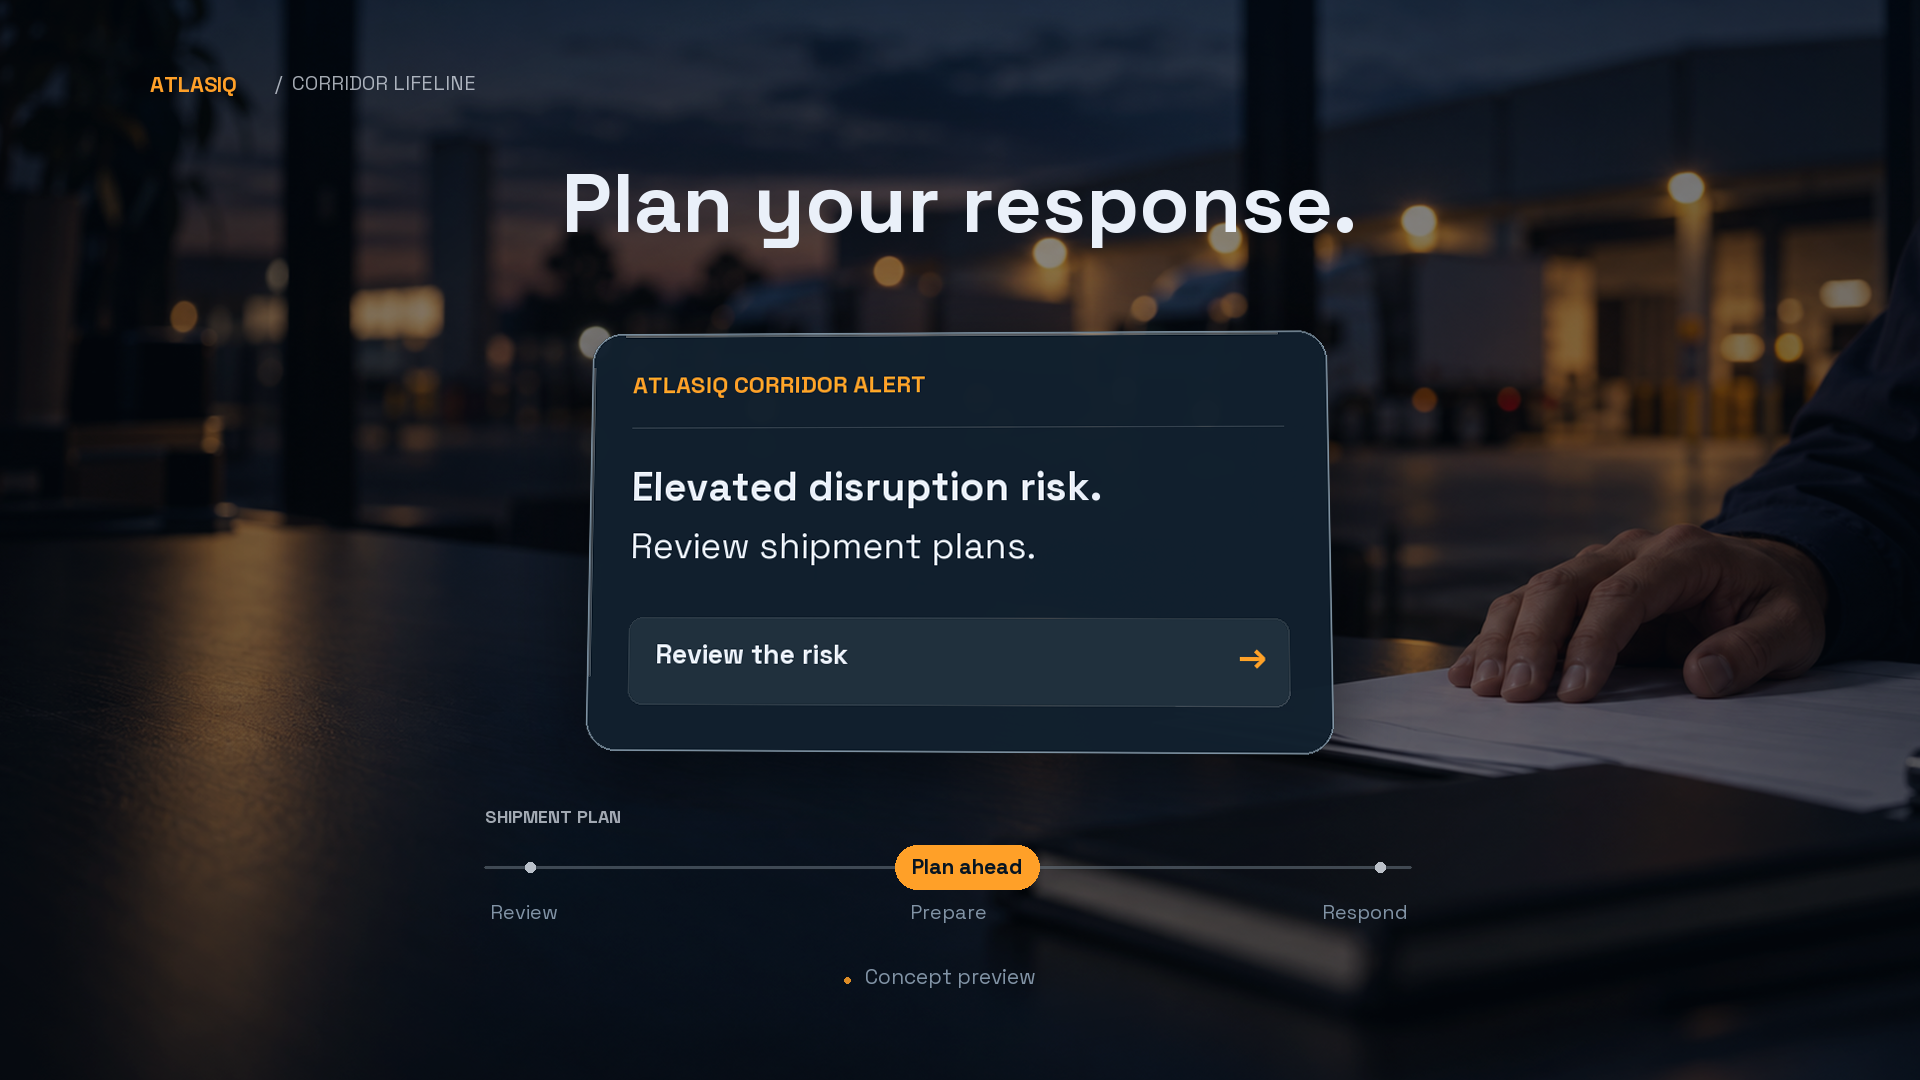 ATLASIQ / CORRIDOR LIFELINE
Plan your response.
ATLASIQ CORRIDOR ALERT
Elevated disruption risk.
Review shipment plans.
Review the risk →
SHIPMENT PLAN
Plan ahead
Review Prepare Respond
• Concept preview